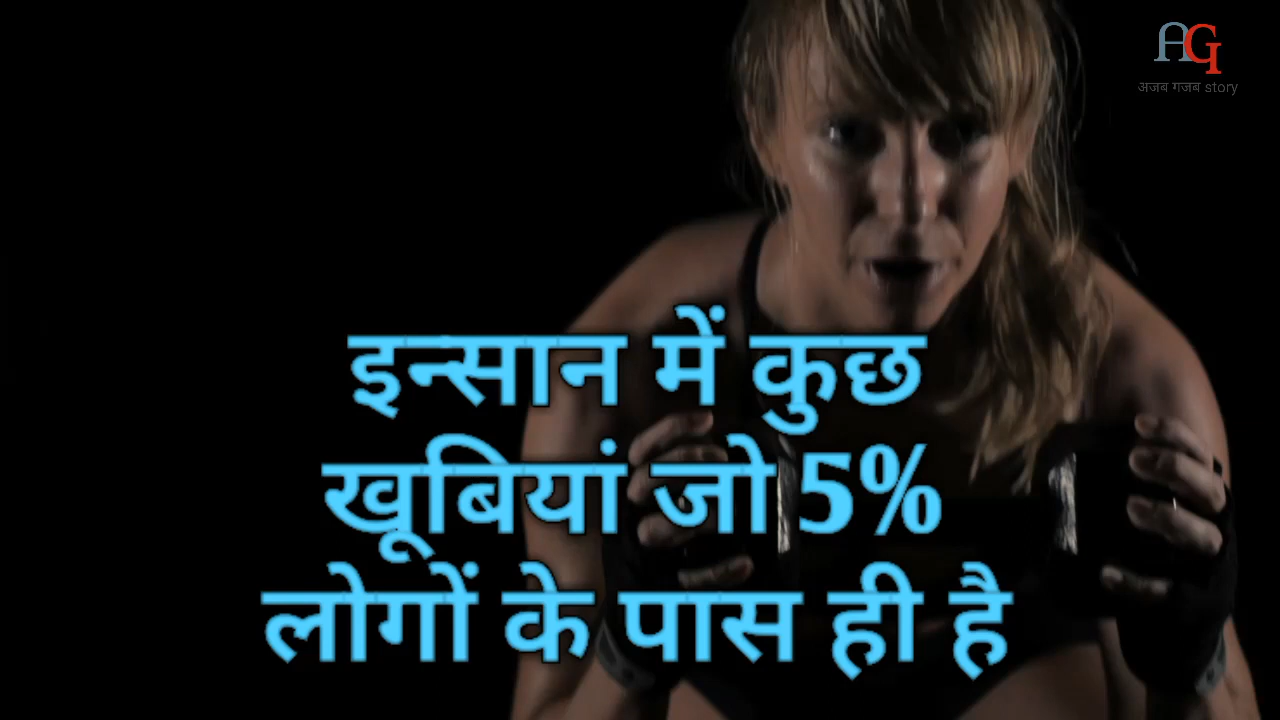 AG
अजब गजब story
इन्सान में कुछ
खूबियां जो 5%
लोगों के पास ही है